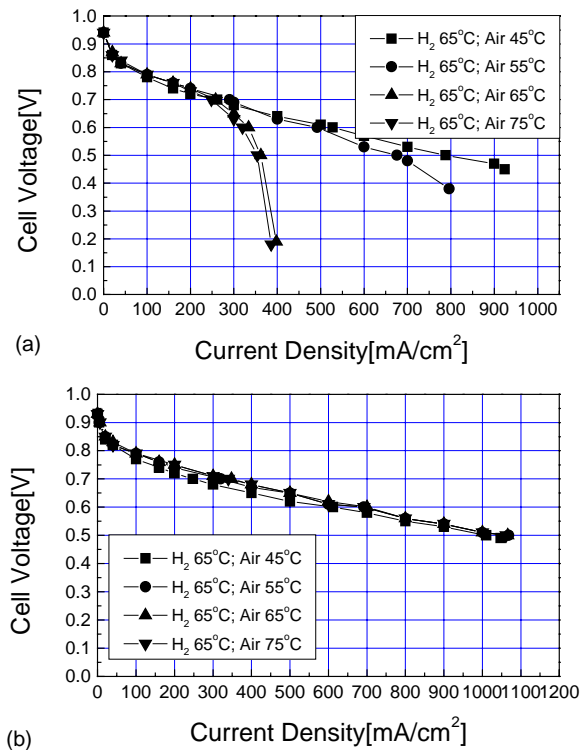 1.0
0.9
0.8
0.7
0.6
0.5
0.4
0.3
0.2
0.1
0.0
Cell Voltage[V]
H₂ 65°C; Air 45°C
H₂ 65°C; Air 55°C
H₂ 65°C; Air 65°C
H₂ 65°C; Air 75°C
0 100 200 300 400 500 600 700 800 900 1000
(a)
Current Density[mA/cm²]
1.0
0.9
0.8
0.7
0.6
0.5
0.4
0.3
0.2
0.1
0.0
Cell Voltage[V]
H₂ 65°C; Air 45°C
H₂ 65°C; Air 55°C
H₂ 65°C; Air 65°C
H₂ 65°C; Air 75°C
0 100 200 300 400 500 600 700 800 900 1000 1100 1200
(b)
Current Density[mA/cm²]